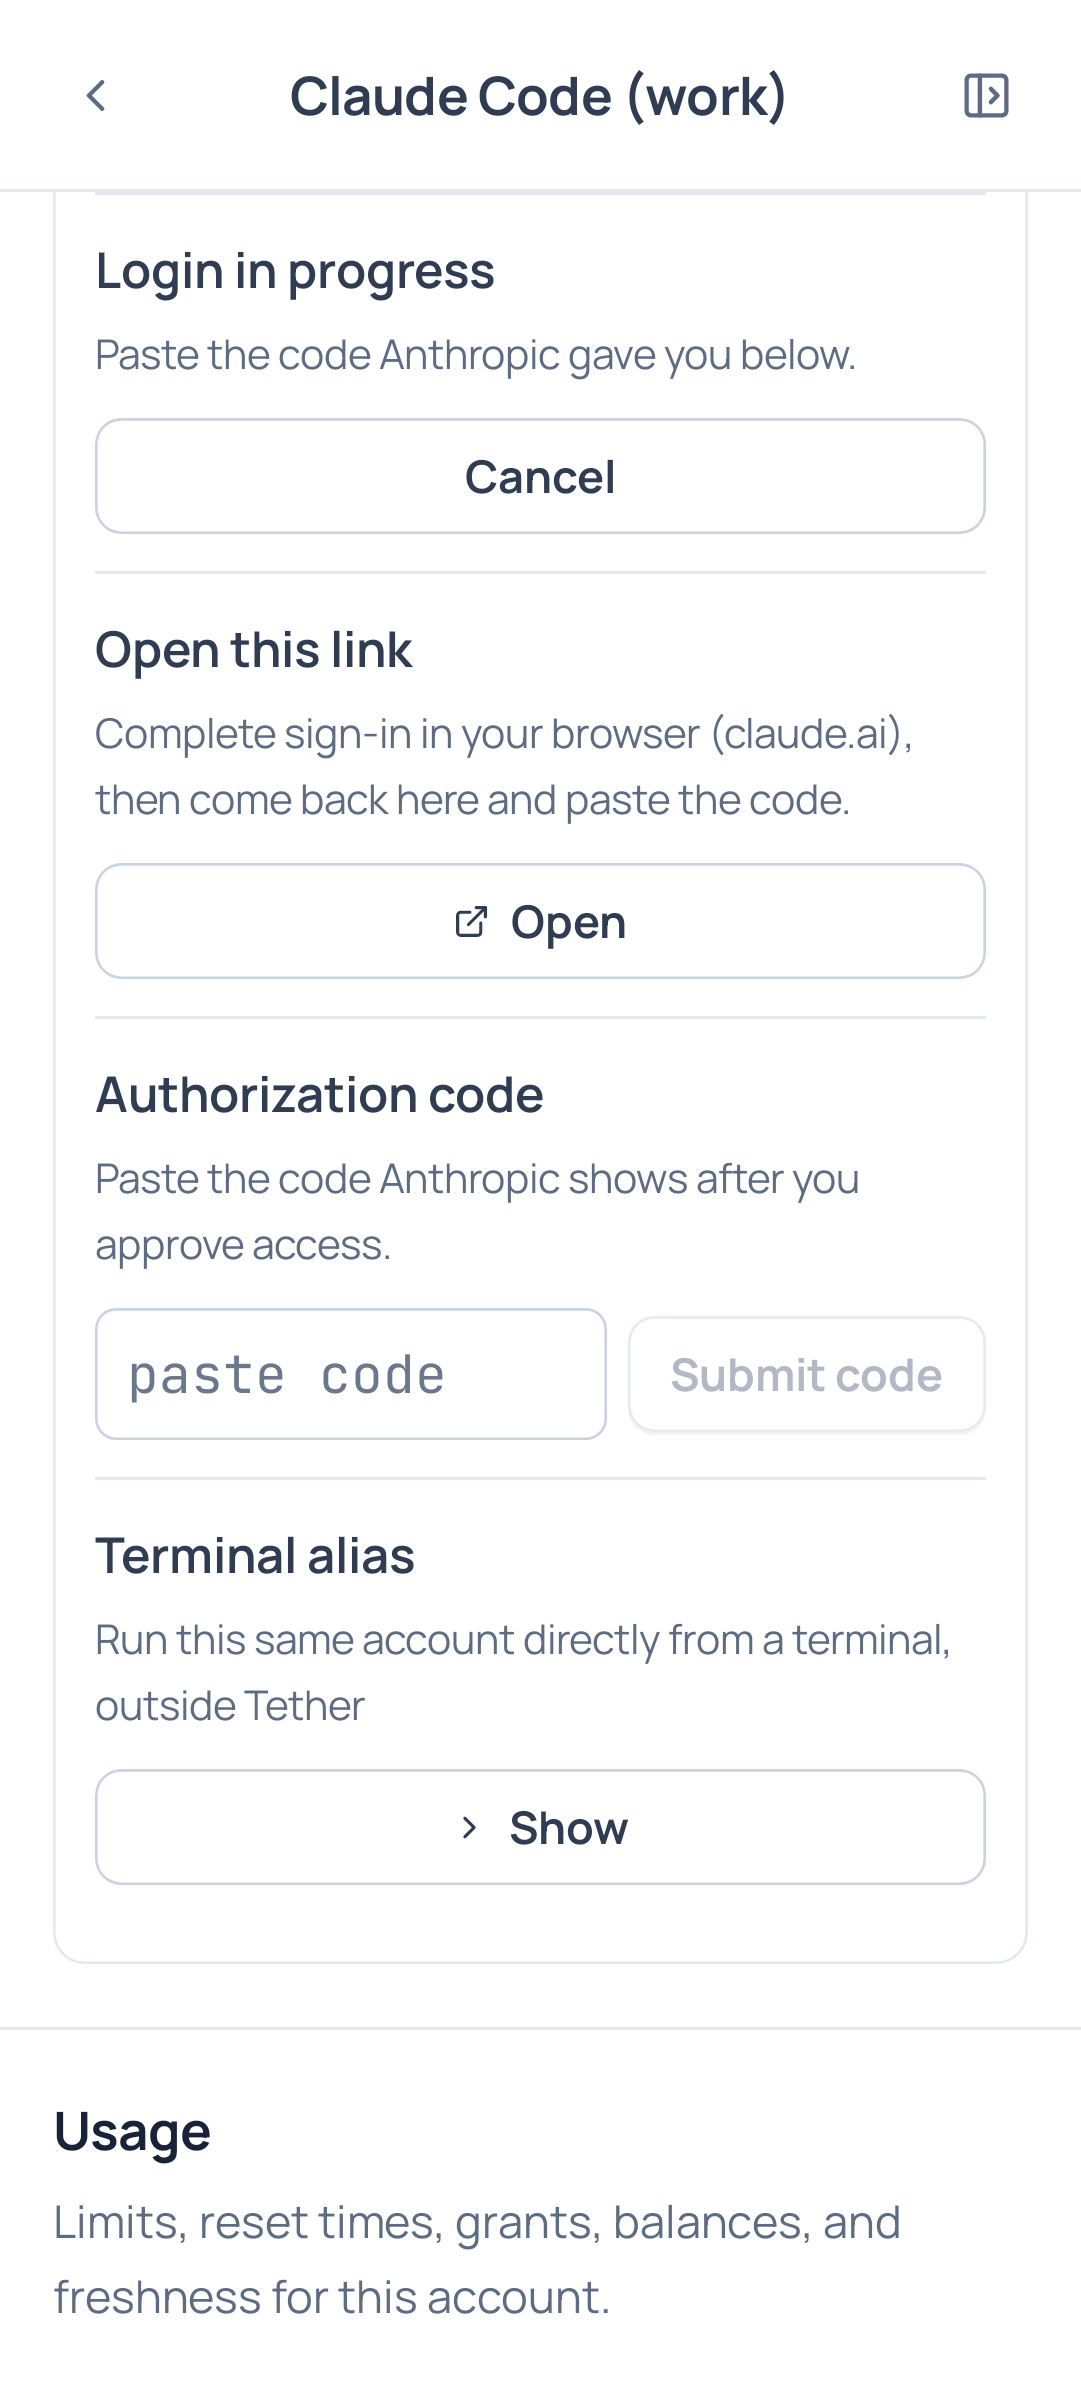 Claude Code (work)
Login in progress
Paste the code Anthropic gave you below.
Cancel
Open this link
Complete sign-in in your browser (claude.ai),
then come back here and paste the code.
Open
Authorization code
Paste the code Anthropic shows after you
approve access.
paste code
Submit code
Terminal alias
Run this same account directly from a terminal,
outside Tether
Show
Usage
Limits, reset times, grants, balances, and
freshness for this account.